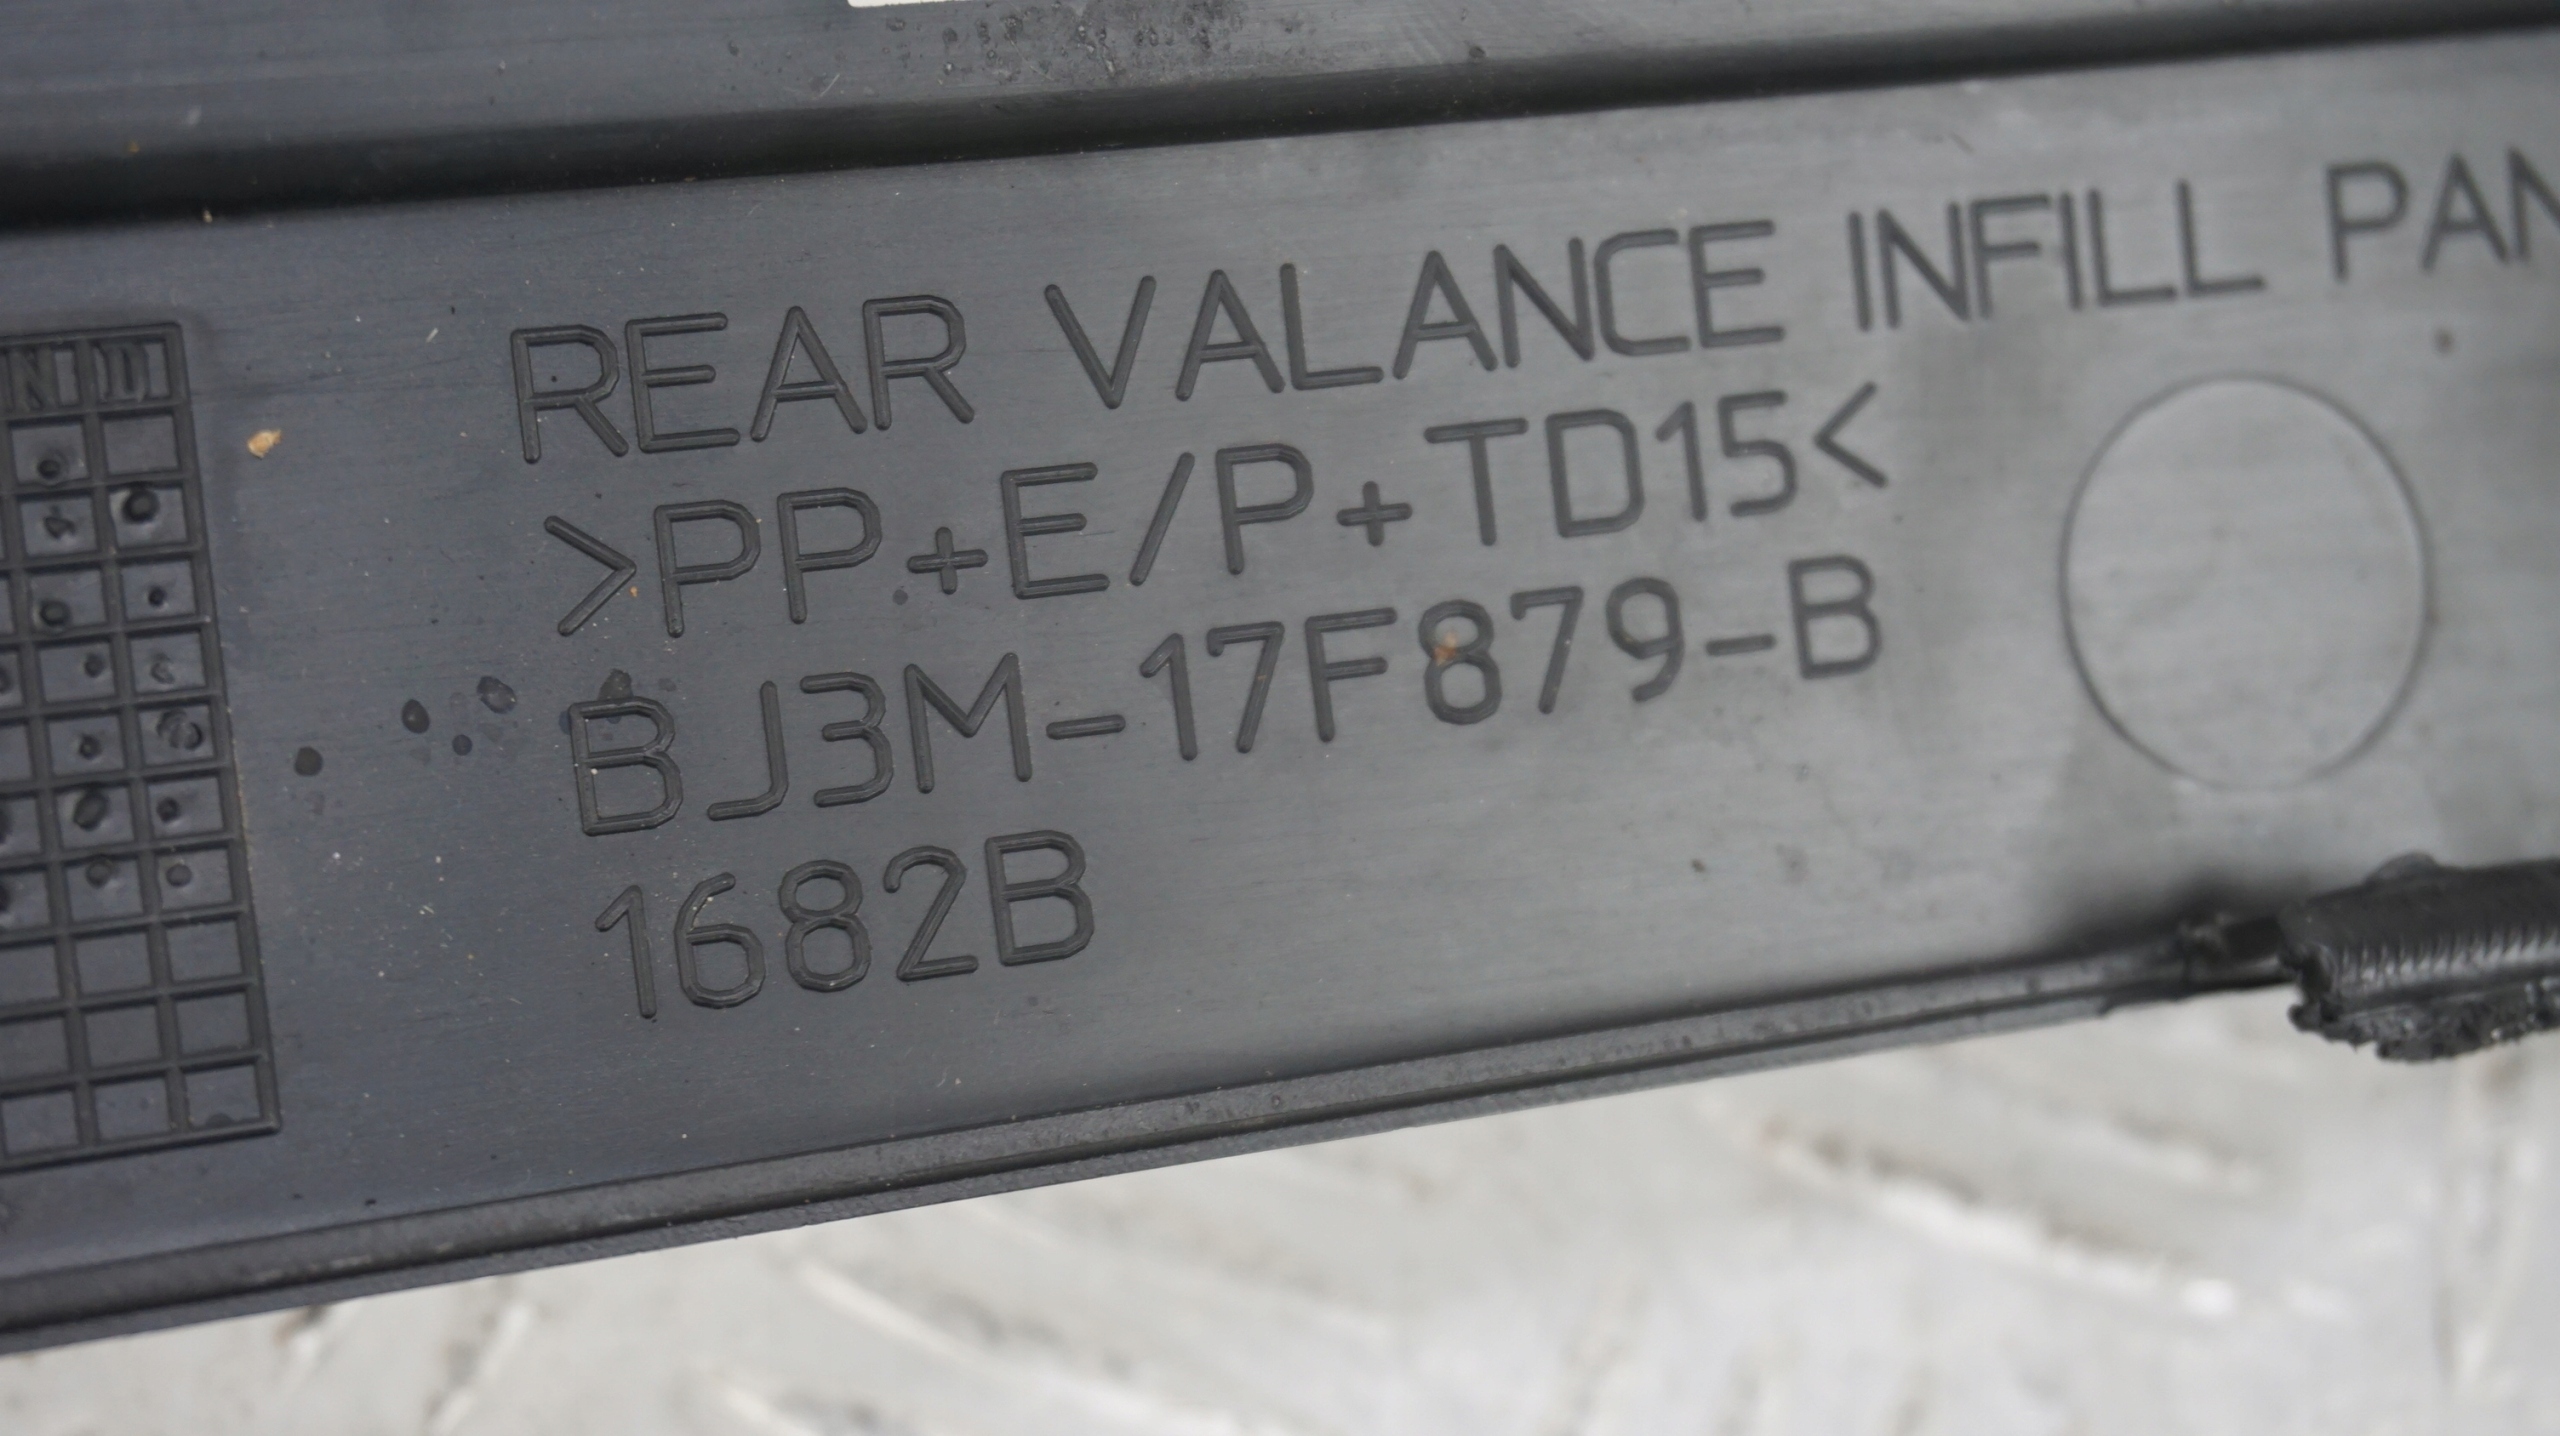 REAR VALANCE INFILL PAN
>PP+E/P+TD15<
BJ3M-17F879-B
1682B
N D